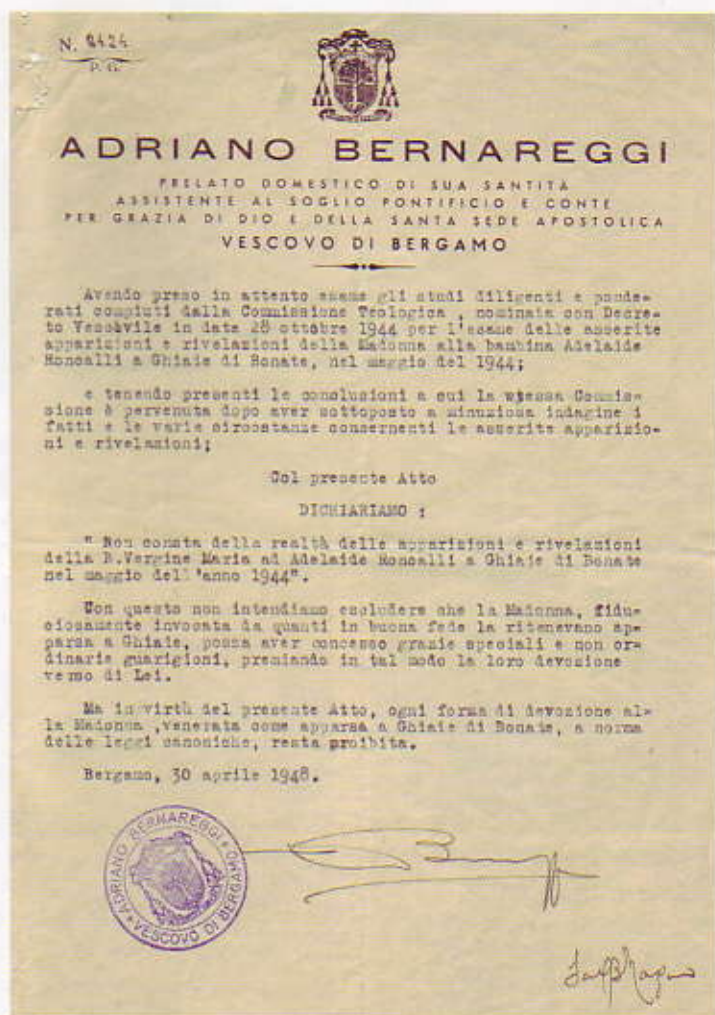 N. 8424
P. G.
ADRIANO BERNAREGGI
PRELATO DOMESTICO DI SUA SANTITÀ
ASSISTENTE AL SOGLIO PONTIFICIO E CONTE
PER GRAZIA DI DIO E DELLA SANTA SEDE APOSTOLICA
VESCOVO DI BERGAMO
Avendo preso in attento esame gli studi diligenti e ponde=
rati compiuti dalla Commissione Teologica , nominata con Decre=
to Vescovile in data 28 ottobre 1944 per l'esame delle asserite
apparizioni e rivelazioni della Madonna alla bambina Adelaide
Roncalli a Ghiaie di Bonate, nel maggio del 1944;
e tenendo presenti le conclusioni a cui la stessa Commis=
sione è pervenuta dopo aver sottoposto a minuziosa indagine i
fatti e le varie circostanze concernenti le asserite apparizio=
ni e rivelazioni;
Col presente Atto
DICHIARIAMO :
" Non consta della realtà delle apparizioni e rivelazioni
della B.Vergine Maria ad Adelaide Roncalli a Ghiaie di Bonate
nel maggio dell'anno 1944".
Con questo non intendiamo escludere che la Madonna, fidu=
ciosamente invocata da quanti in buona fede la ritenevano ap=
parsa a Ghiaie, possa aver concesso grazie speciali e non or=
dinarie guarigioni, premiando in tal modo la loro devozione
verso di Lei.
Ma in virtù del presente Atto, ogni forma di devozione al=
la Madonna ,venerata come apparsa a Ghiaie di Bonate, a norma
delle leggi canoniche, resta proibita.
Bergamo, 30 aprile 1948.
ADRIANO BERNAREGGI
VESCOVO DI BERGAMO